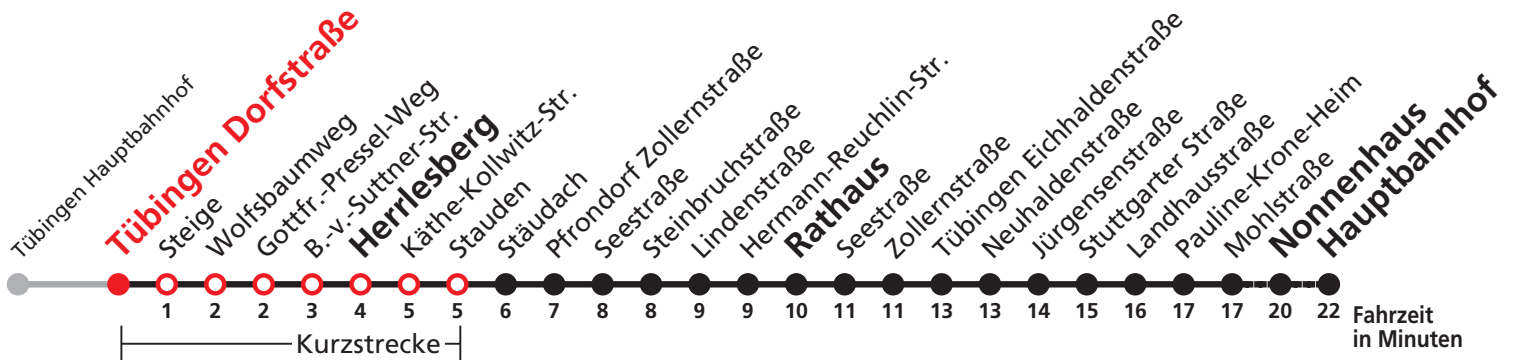 Tübingen Hauptbahnhof
Tübingen Dorfstraße
Steige
Wolfsbaumweg
Gottfr.-Pressel-Weg
B.-v.-Suttner-Str.
Herrlesberg
Käthe-Kollwitz-Str.
Stauden
Stäudach
Pfrondorf Zollernstraße
Seestraße
Steinbruchstraße
Lindenstraße
Hermann-Reuchlin-Str.
Rathaus
Seestraße
Zollernstraße
Tübingen Eichhaldenstraße
Neuhaldenstraße
Jürgensenstraße
Stuttgarter Straße
Landhausstraße
Pauline-Krone-Heim
Mohlstraße
Nonnenhaus
Hauptbahnhof
1 2 2 3 4 5 5 6 7 8 8 9 9 10 11 11 13 13 14 15 16 17 17 20 22 Fahrzeit
in Minuten
Kurzstrecke